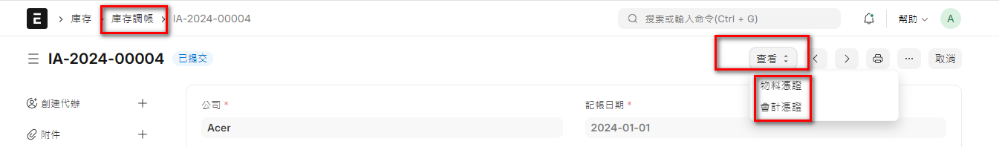 E 庫存 庫存調帳 IA-2024-00004 搜索或輸入命令(Ctrl + G) 幫助 A
IA-2024-00004 已提交 查看 取消
物料憑證
創建代辦
公司 * 記帳日期 *
會計憑證
Acer 2024-01-01
附件